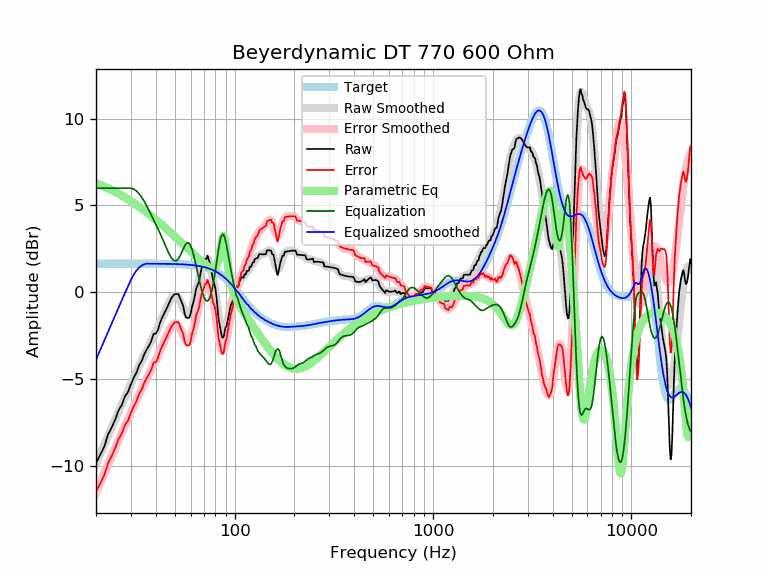 Beyerdynamic DT 770 600 Ohm
Target
Raw Smoothed
Error Smoothed
Raw
Error
Parametric Eq
Equalization
Equalized smoothed
10
5
0
−5
−10
Amplitude (dBr)
100
1000
10000
Frequency (Hz)